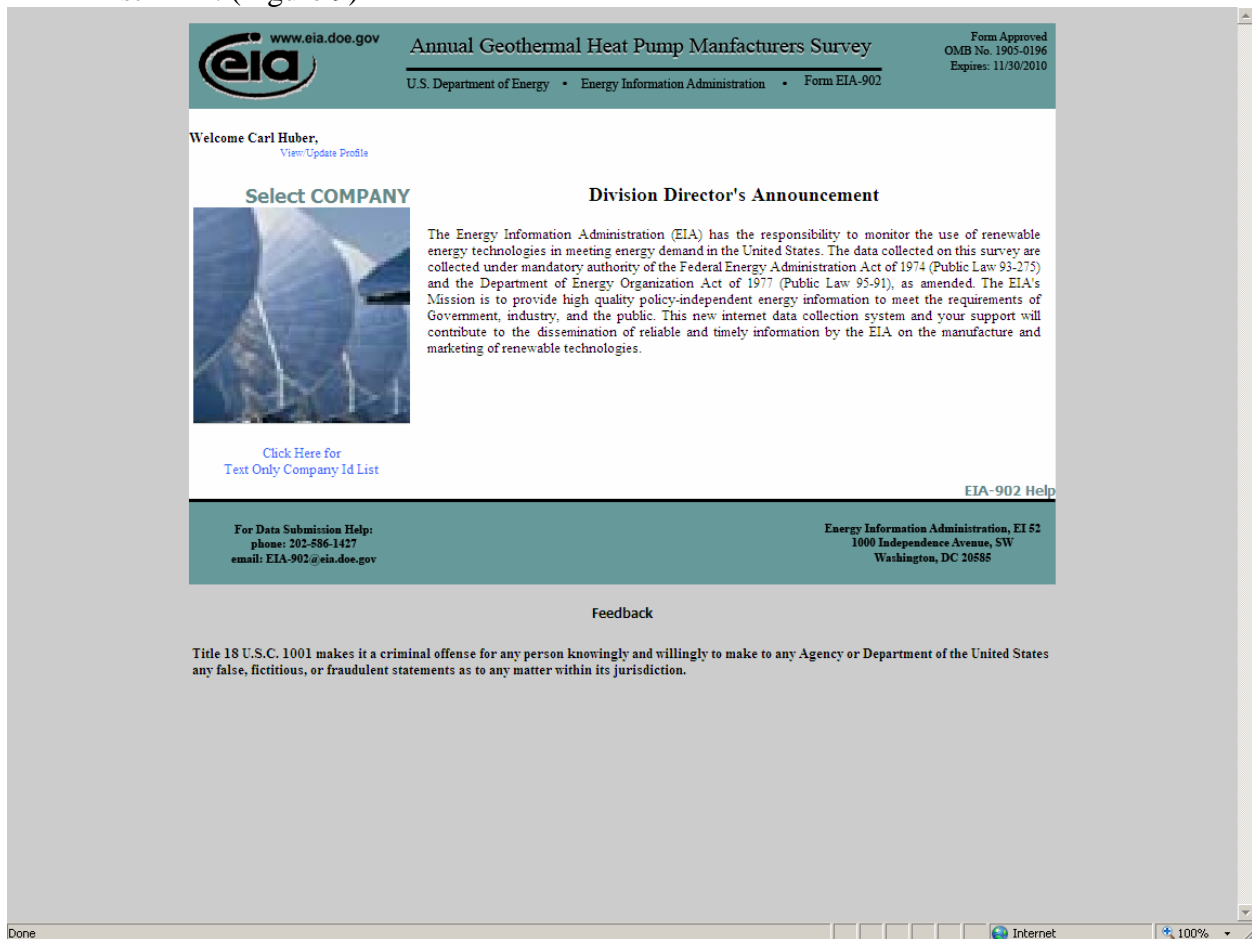 www.eia.doe.gov
eia
Annual Geothermal Heat Pump Manfacturers Survey
U.S. Department of Energy • Energy Information Administration • Form EIA-902
Form Approved
OMB No. 1905-0196
Expires: 11/30/2010
Welcome Carl Huber,
View/Update Profile
Select COMPANY
Division Director's Announcement
The Energy Information Administration (EIA) has the responsibility to monitor the use of renewable
energy technologies in meeting energy demand in the United States. The data collected on this survey are
collected under mandatory authority of the Federal Energy Administration Act of 1974 (Public Law 93-275)
and the Department of Energy Organization Act of 1977 (Public Law 95-91), as amended. The EIA's
Mission is to provide high quality policy-independent energy information to meet the requirements of
Government, industry, and the public. This new internet data collection system and your support will
contribute to the dissemination of reliable and timely information by the EIA on the manufacture and
marketing of renewable technologies.
Click Here for
Text Only Company Id List
EIA-902 Help
For Data Submission Help:
phone: 202-586-1427
email: EIA-902@eia.doe.gov
Energy Information Administration, EI 52
1000 Independence Avenue, SW
Washington, DC 20585
Feedback
Title 18 U.S.C. 1001 makes it a criminal offense for any person knowingly and willingly to make to any Agency or Department of the United States
any false, fictitious, or fraudulent statements as to any matter within its jurisdiction.
Done
Internet
100%